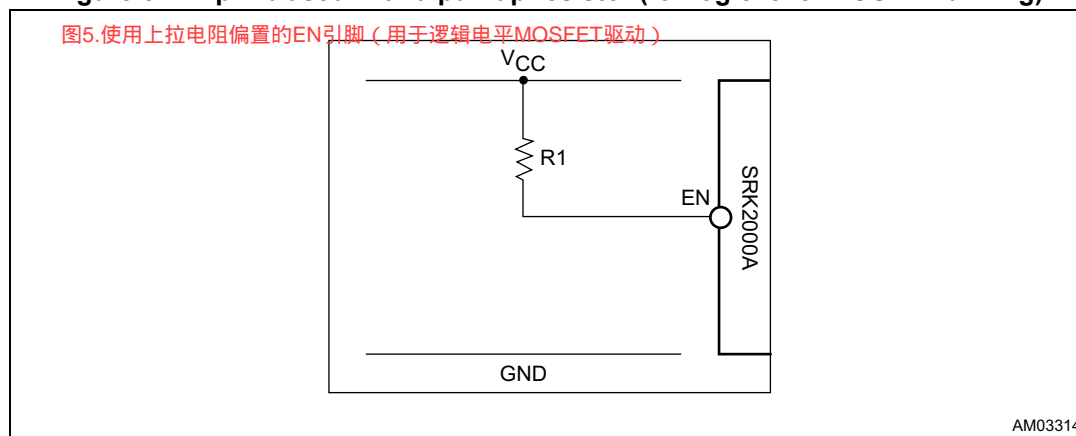 图5.使用上拉电阻偏置的EN引脚（用于逻辑电平MOSFET驱动）
VCC
R1
EN
SRK2000A
GND
AM03314